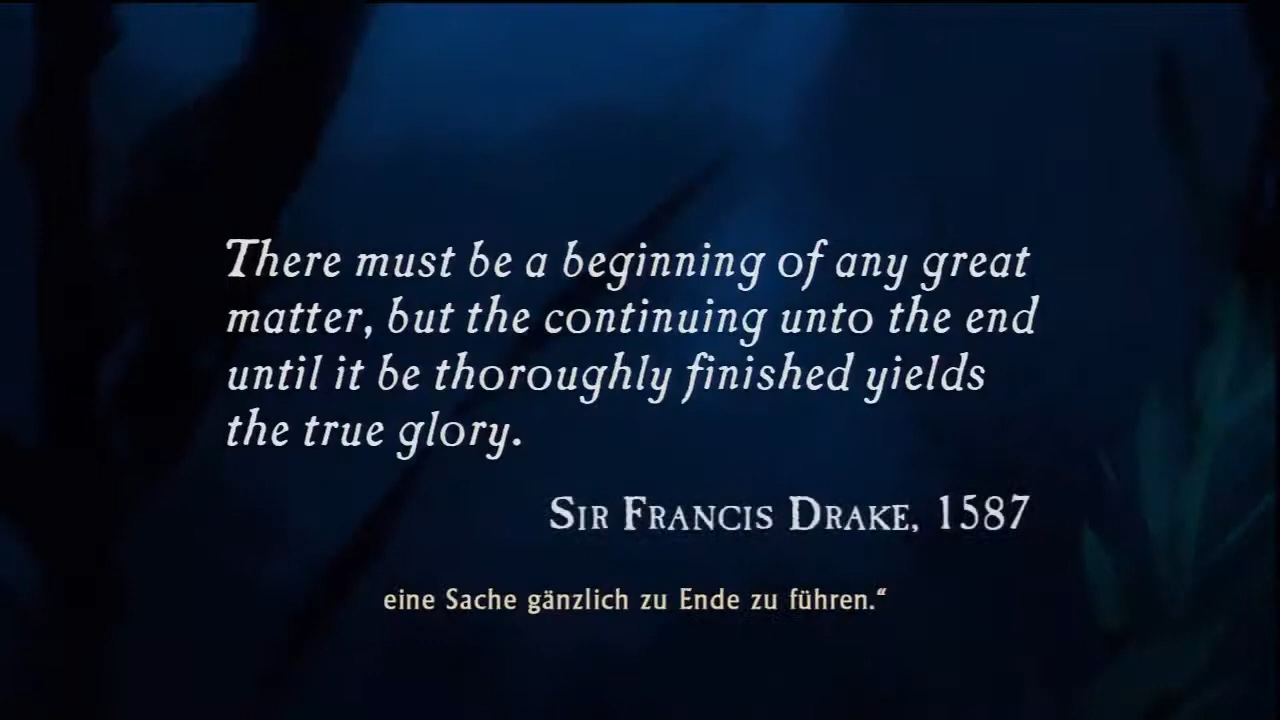 There must be a beginning of any great
matter, but the continuing unto the end
until it be thoroughly finished yields
the true glory.
Sir Francis Drake, 1587
eine Sache gänzlich zu Ende zu führen.“